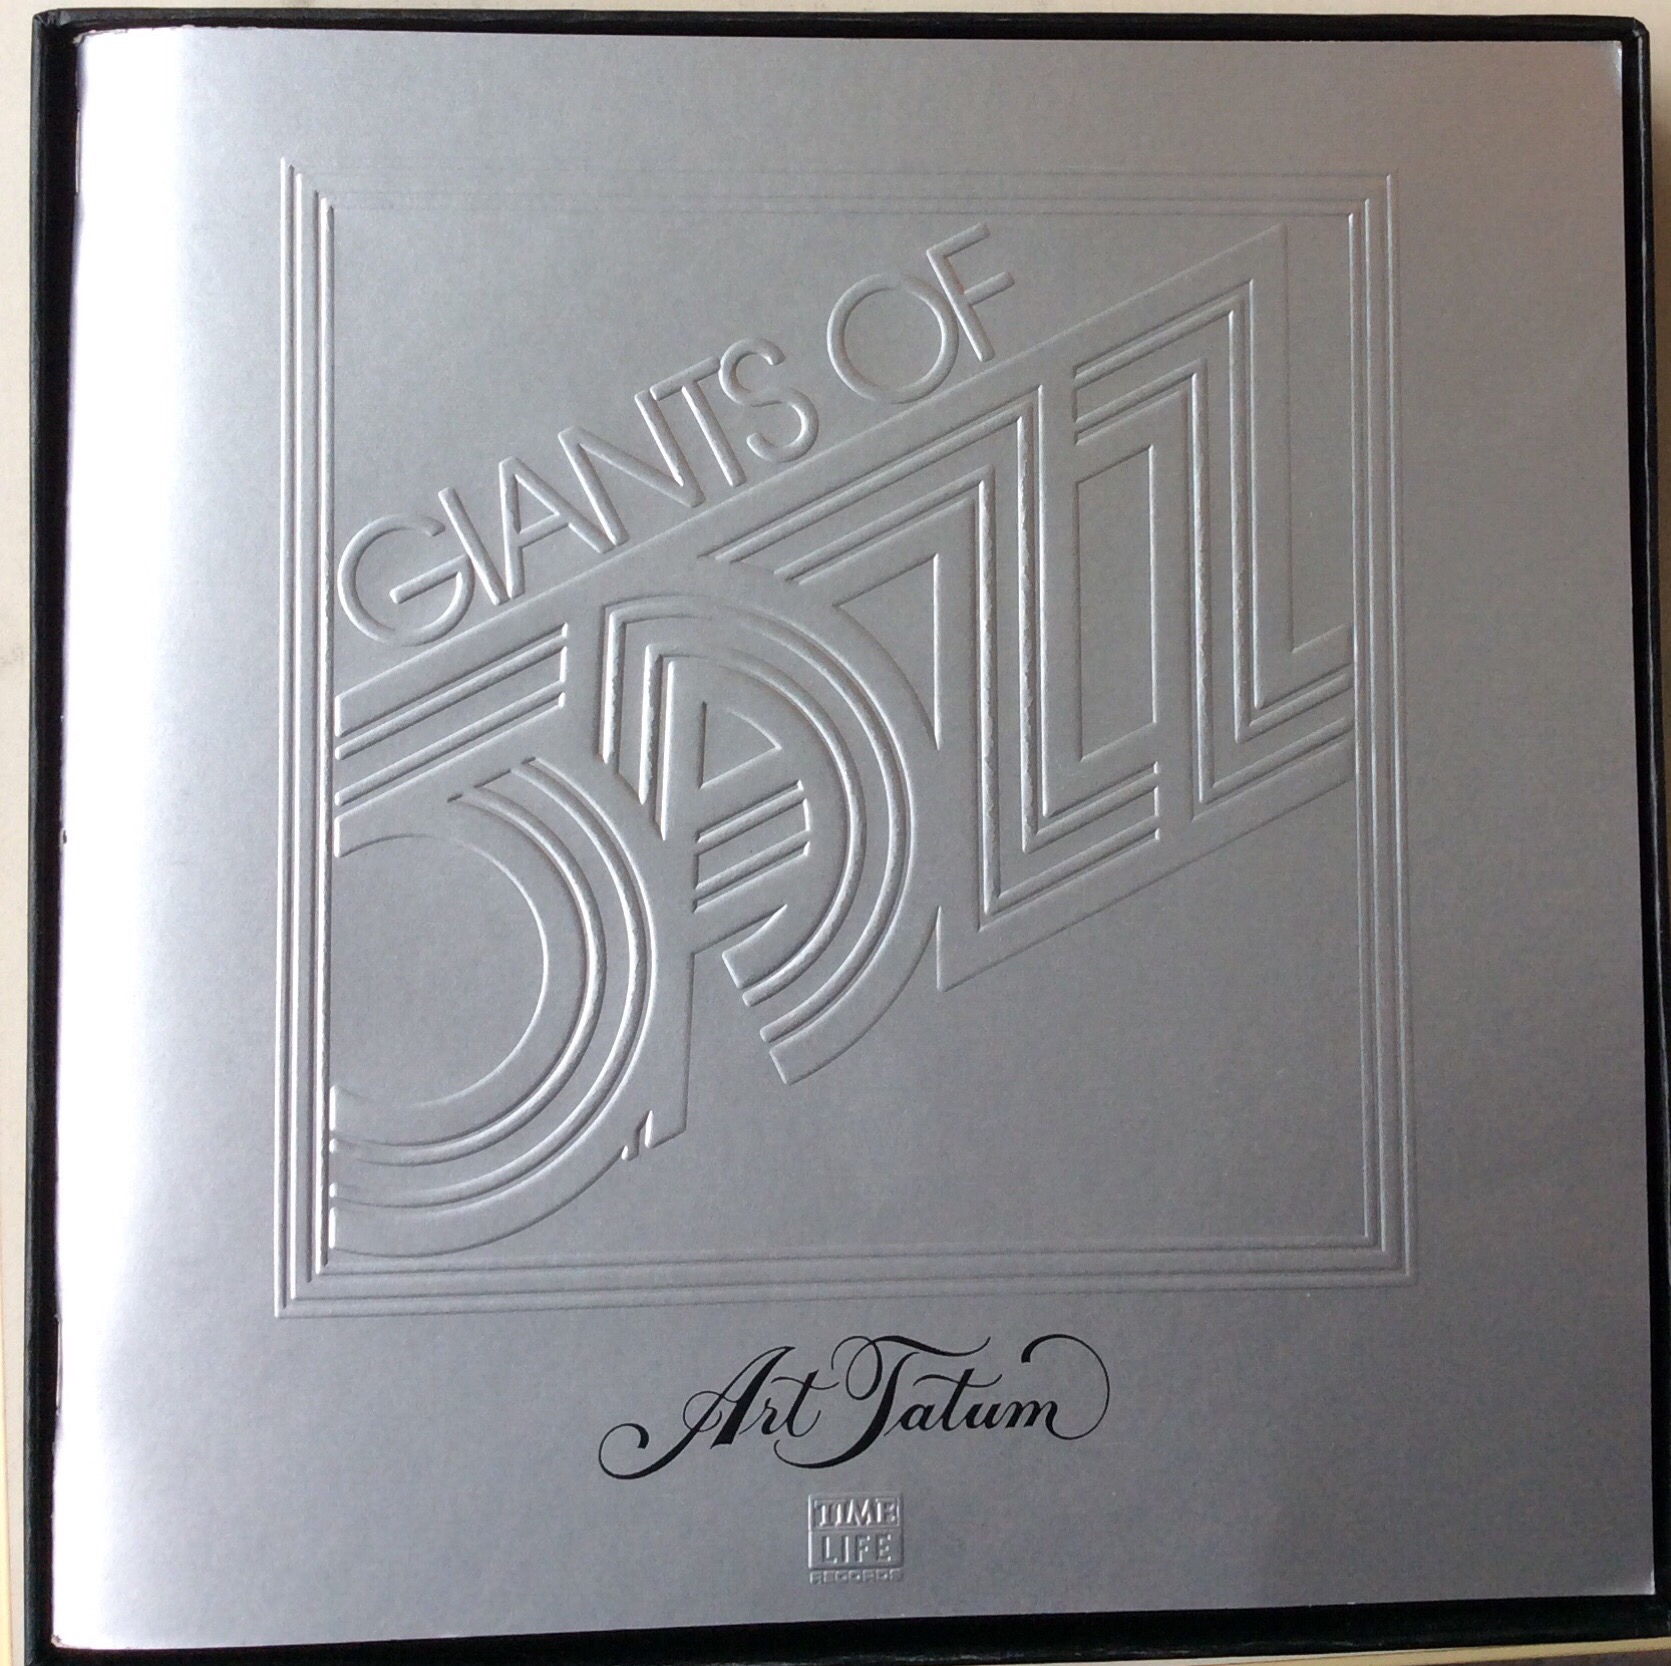 GIANTS OF
JAZZ
Art Tatum
TIME
LIFE
RECORDS